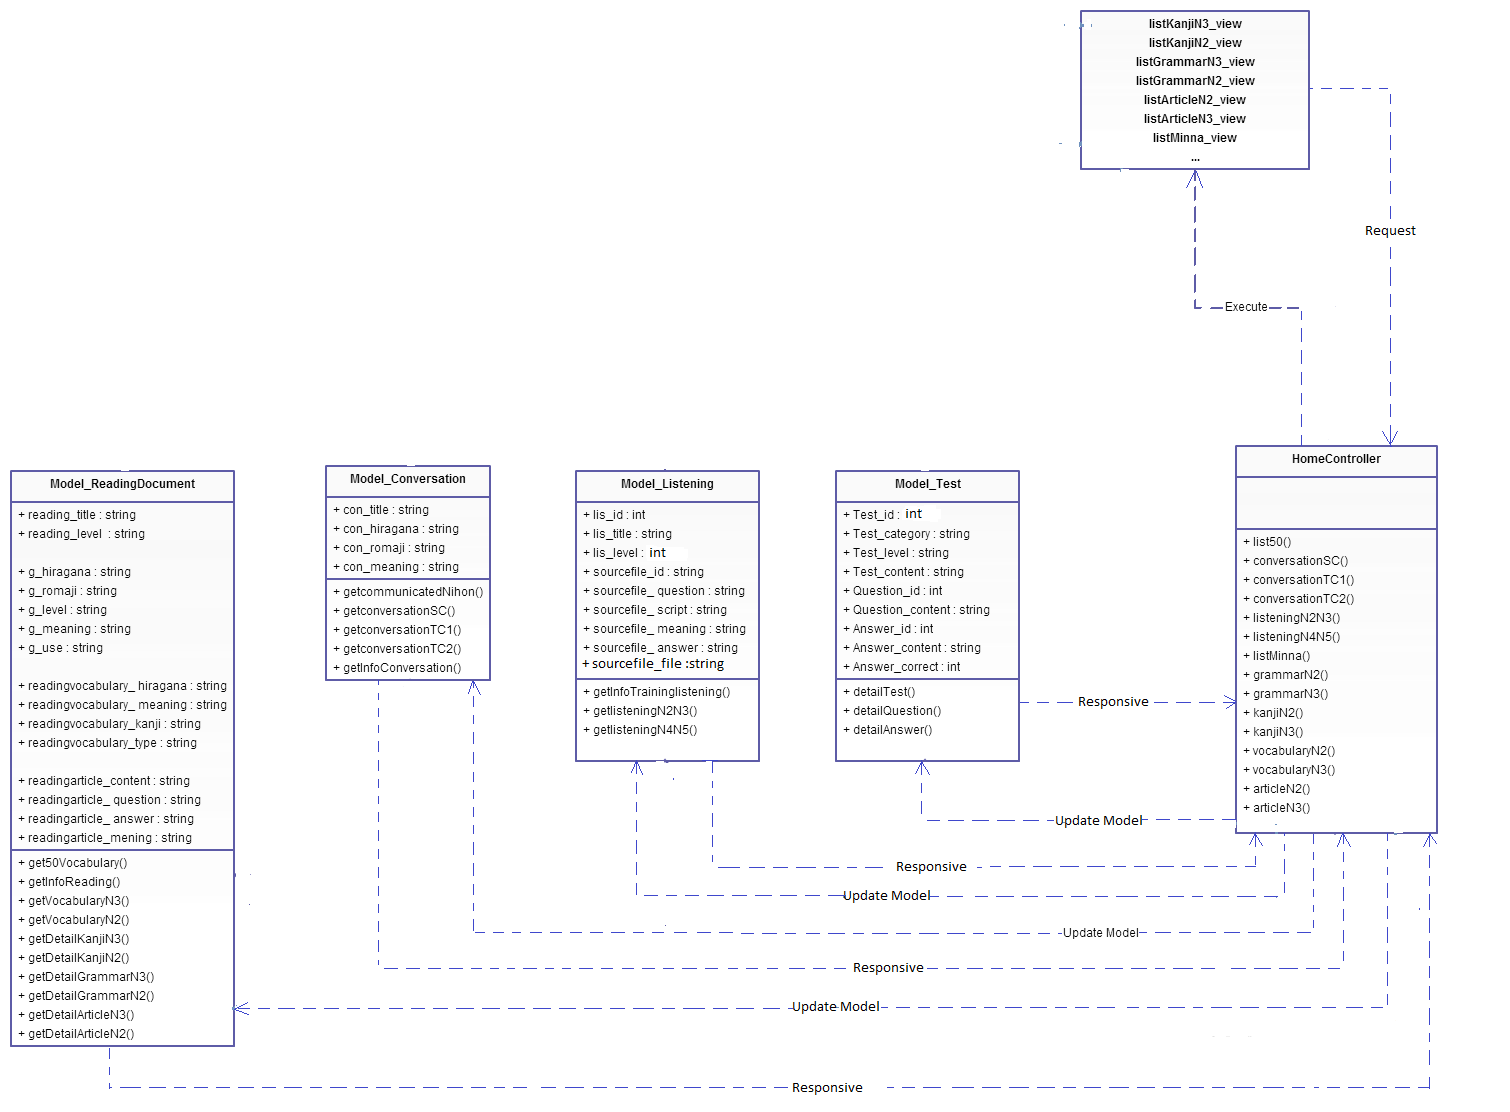 listKanjiN3_view
listKanjiN2_view
listGrammarN3_view
listGrammarN2_view
listArticleN2_view
listArticleN3_view
listMinna_view
...
Request
Execute
Model_ReadingDocument
+ reading_title : string
+ reading_level : string
+ g_hiragana : string
+ g_romaji : string
+ g_level : string
+ g_meaning : string
+ g_use : string
+ readingvocabulary_ hiragana : string
+ readingvocabulary_ meaning : string
+ readingvocabulary_kanji : string
+ readingvocabulary_type : string
+ readingarticle_content : string
+ readingarticle_ question : string
+ readingarticle_ answer : string
+ readingarticle_mening : string
+ get50Vocabulary()
+ getInfoReading()
+ getVocabularyN3()
+ getVocabularyN2()
+ getDetailKanjiN3()
+ getDetailKanjiN2()
+ getDetailGrammarN3()
+ getDetailGrammarN2()
+ getDetailArticleN3()
+ getDetailArticleN2()
Model_Conversation
+ con_title : string
+ con_hiragana : string
+ con_romaji : string
+ con_meaning : string
+ getcommunicatedNihon()
+ getconversationSC()
+ getconversationTC1()
+ getconversationTC2()
+ getInfoConversation()
Model_Listening
+ lis_id : int
+ lis_title : string
+ lis_level : int
+ sourcefile_id : string
+ sourcefile_ question : string
+ sourcefile_ script : string
+ sourcefile_ meaning : string
+ sourcefile_ answer : string
+ sourcefile_file :string
+ getInfoTraininglistening()
+ getlisteningN2N3()
+ getlisteningN4N5()
Model_Test
+ Test_id : int
+ Test_category : string
+ Test_level : string
+ Test_content : string
+ Question_id : int
+ Question_content : string
+ Answer_id : int
+ Answer_content : string
+ Answer_correct : int
+ detailTest()
+ detailQuestion()
+ detailAnswer()
HomeController
+ list50()
+ conversationSC()
+ conversationTC1()
+ conversationTC2()
+ listeningN2N3()
+ listeningN4N5()
+ listMinna()
+ grammarN2()
+ grammarN3()
+ kanjiN2()
+ kanjiN3()
+ vocabularyN2()
+ vocabularyN3()
+ articleN2()
+ articleN3()
Responsive
Update Model
Responsive
Update Model
Update Model
Responsive
Update Model
Responsive